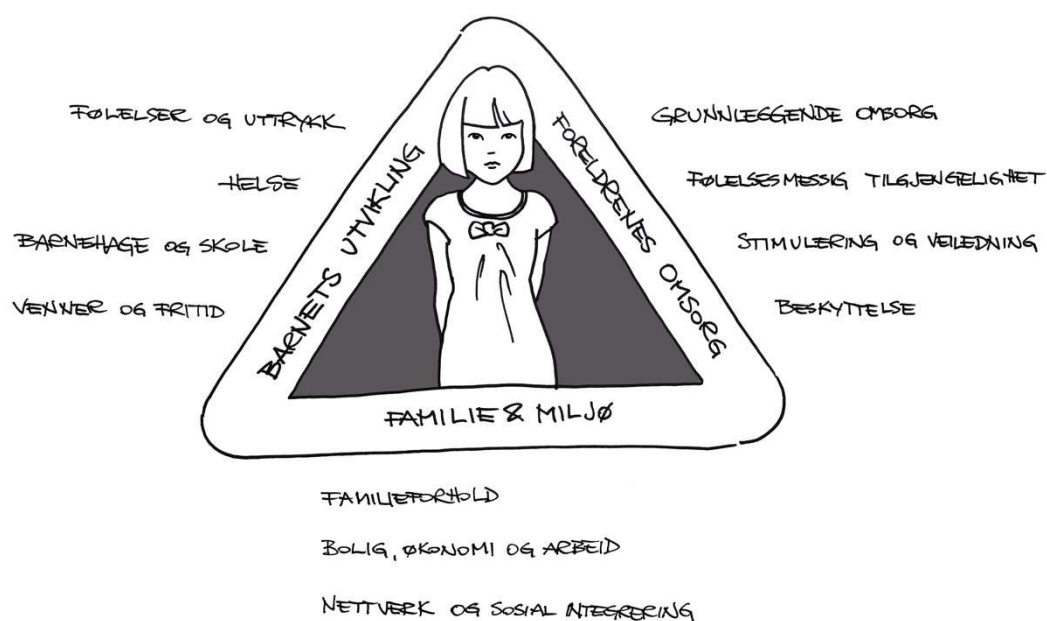 FØLELSER OG UTTRYKK
HELSE
BARNEHAGE OG SKOLE
VENNER OG FRITID
BARNETS UTVIKLING
FORELDRENES OMSORG
GRUNNLEGGENDE OMSORG
FØLELSESMESSIG TILGJENGELIGHET
STIMULERING OG VEILEDNING
BESKYTTELSE
FAMILIE & MILJØ
FAMILIEFORHOLD
BOLIG, ØKONOMI OG ARBEID
NETTVERK OG SOSIAL INTEGRERING